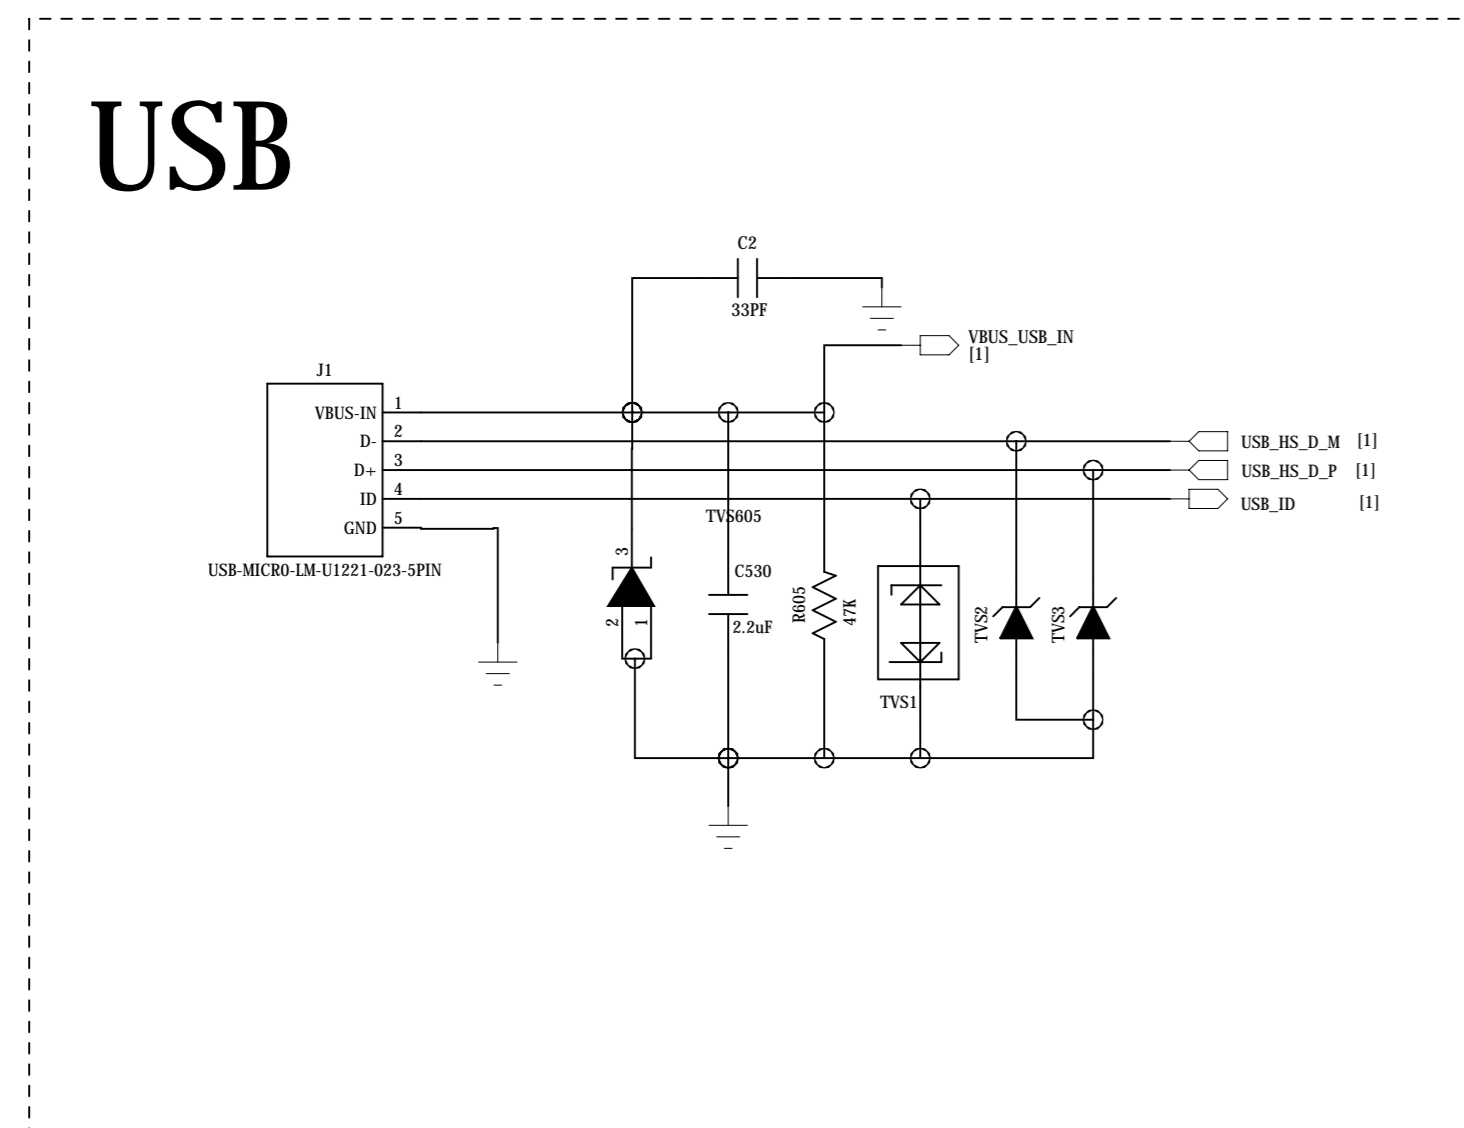 USB
C2
33PF
VBUS_USB_IN
[1]
J1
VBUS-IN 1
D- 2
D+ 3
ID 4
GND 5
USB-MICRO-LM-U1221-023-5PIN
USB_HS_D_M [1]
USB_HS_D_P [1]
USB_ID [1]
TVS605
3
2
1
C530
2.2uF
R605
47K
TVS1
TVS2
TVS3